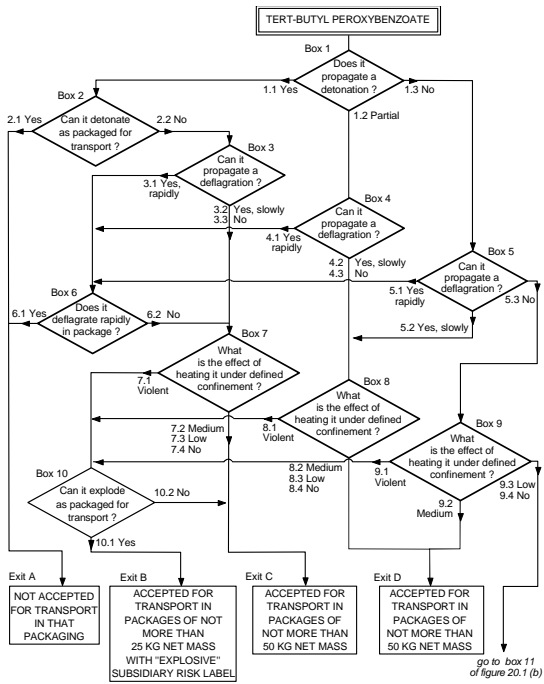 TERT-BUTYL PEROXYBENZOATE
Box 1
Does it
propagate a
detonation ?
1.1 Yes
1.3 No
1.2 Partial
Box 2
2.1 Yes
2.2 No
Can it detonate
as packaged for
transport ?
Box 3
Can it
propagate a
deflagration ?
3.1 Yes,
rapidly
3.2 Yes, slowly
3.3 No
Box 4
Can it
propagate a
deflagration ?
4.1 Yes
rapidly
4.2 Yes, slowly
4.3 No
Box 5
Can it
propagate a
deflagration ?
5.1 Yes
rapidly
5.3 No
5.2 Yes, slowly
Box 6
6.1 Yes
Does it
deflagrate rapidly
in package ?
6.2 No
Box 7
What
is the effect of
heating it under defined
confinement ?
7.1
Violent
7.2 Medium
7.3 Low
7.4 No
Box 8
What
is the effect of
heating it under defined
confinement ?
8.1
Violent
8.2 Medium
8.3 Low
8.4 No
Box 9
What
is the effect of
heating it under defined
confinement ?
9.1
Violent
9.3 Low
9.4 No
9.2
Medium
Box 10
Can it explode
as packaged for
transport ?
10.2 No
10.1 Yes
Exit A
NOT ACCEPTED
FOR TRANSPORT
IN THAT
PACKAGING
Exit B
ACCEPTED FOR
TRANSPORT IN
PACKAGES OF NOT
MORE THAN
25 KG NET MASS
WITH "EXPLOSIVE"
SUBSIDIARY RISK LABEL
Exit C
ACCEPTED FOR
TRANSPORT IN
PACKAGES OF
NOT MORE THAN
50 KG NET MASS
Exit D
ACCEPTED FOR
TRANSPORT IN
PACKAGES OF
NOT MORE THAN
50 KG NET MASS
go to box 11
of figure 20.1 (b)